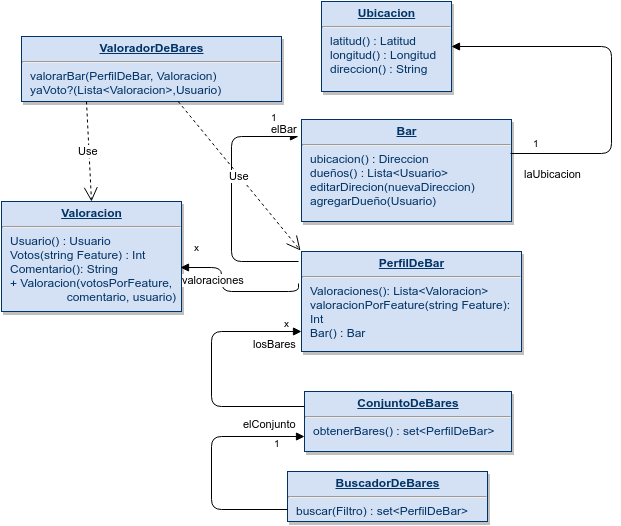 Ubicacion
latitud() : Latitud
longitud() : Longitud
direccion() : String
ValoradorDeBares
valorarBar(PerfilDeBar, Valoracion)
yaVoto?(Lista<Valoracion>,Usuario)
1
elBar
Bar
ubicacion() : Direccion
dueños() : Lista<Usuario>
editarDirecion(nuevaDireccion)
agregarDueño(Usuario)
1
laUbicacion
Use
Use
Valoracion
Usuario() : Usuario
Votos(string Feature) : Int
Comentario(): String
+ Valoracion(votosPorFeature,
comentario, usuario)
x
valoraciones
PerfilDeBar
Valoraciones(): Lista<Valoracion>
valoracionPorFeature(string Feature):
Int
Bar() : Bar
x
losBares
ConjuntoDeBares
obtenerBares() : set<PerfilDeBar>
elConjunto
1
BuscadorDeBares
buscar(Filtro) : set<PerfilDeBar>